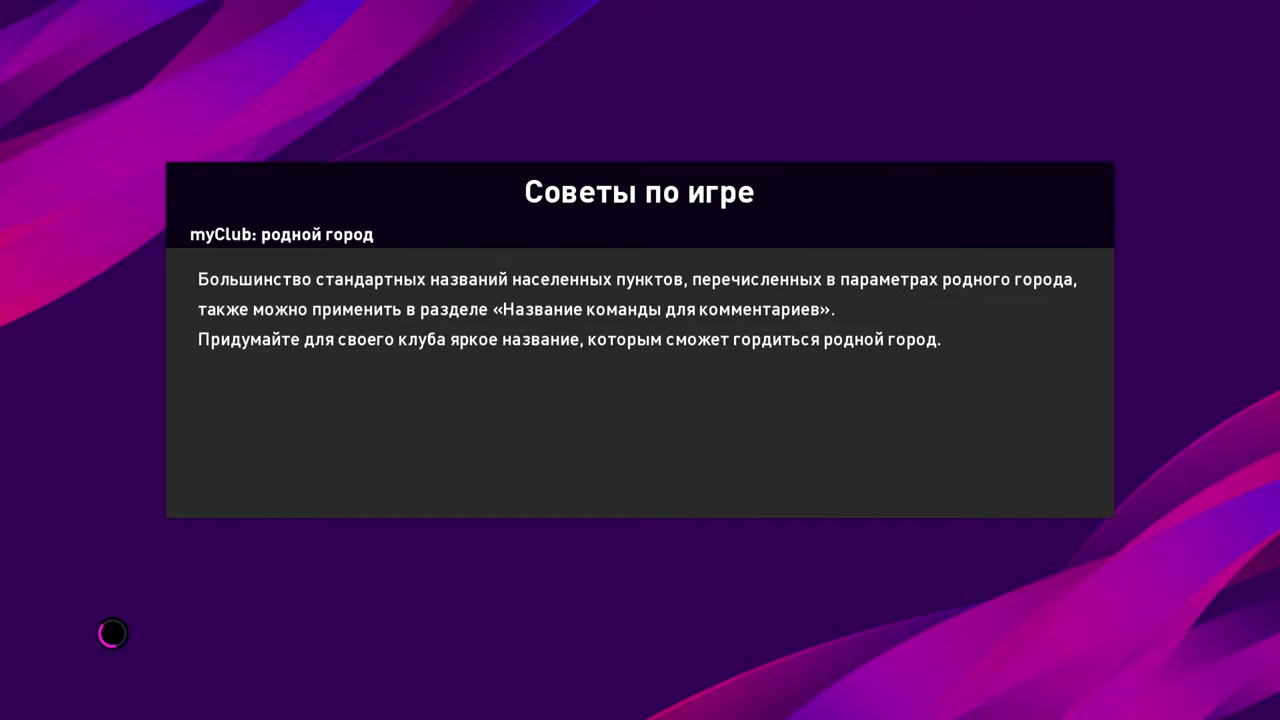 Советы по игре
myClub: родной город
Большинство стандартных названий населенных пунктов, перечисленных в параметрах родного города,
также можно применить в разделе «Название команды для комментариев».
Придумайте для своего клуба яркое название, которым сможет гордиться родной город.